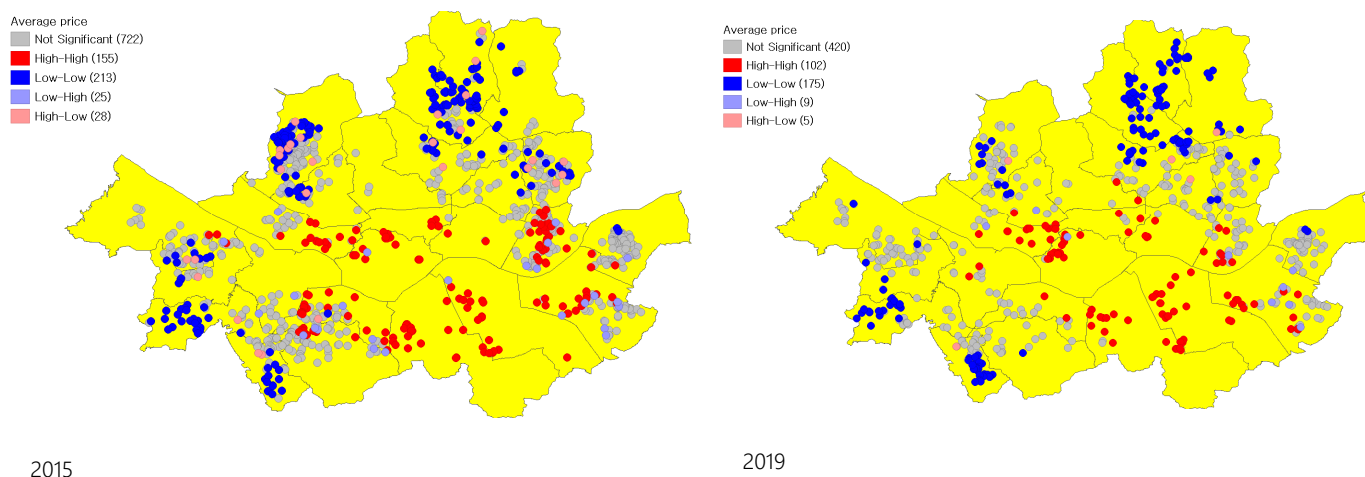 Average price
Not Significant (722)
High-High (155)
Low-Low (213)
Low-High (25)
High-Low (28)
2015
Average price
Not Significant (420)
High-High (102)
Low-Low (175)
Low-High (9)
High-Low (5)
2019